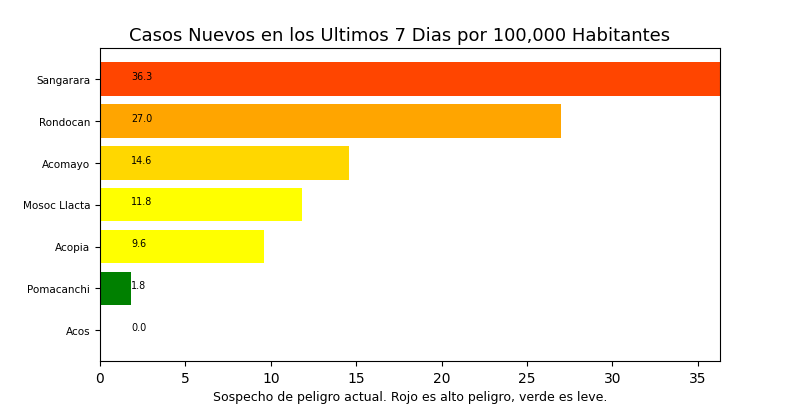 Casos Nuevos en los Ultimos 7 Dias por 100,000 Habitantes
Sangarara 36.3
Rondocan 27.0
Acomayo 14.6
Mosoc Llacta 11.8
Acopia 9.6
Pomacanchi 1.8
Acos 0.0
0 5 10 15 20 25 30 35
Sospecho de peligro actual. Rojo es alto peligro, verde es leve.